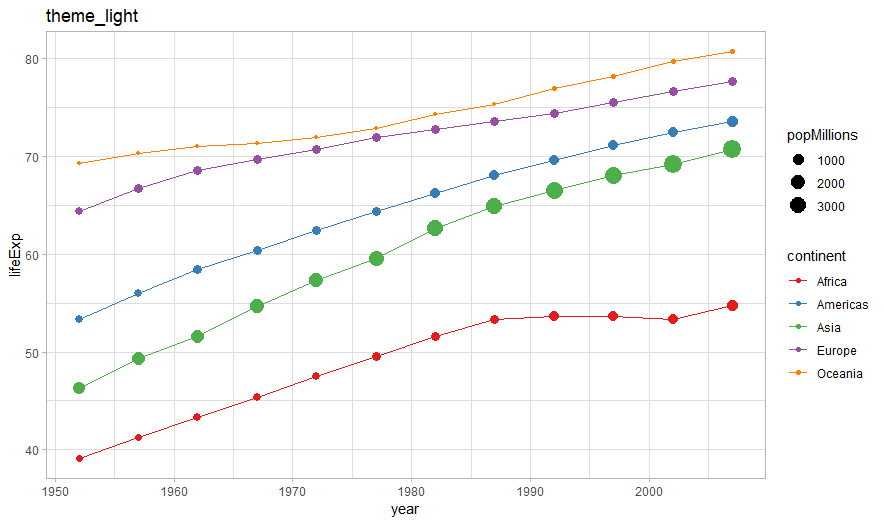 theme_light
80
70
60
50
40
lifeExp
1950 1960 1970 1980 1990 2000
year
popMillions
1000
2000
3000
continent
Africa
Americas
Asia
Europe
Oceania